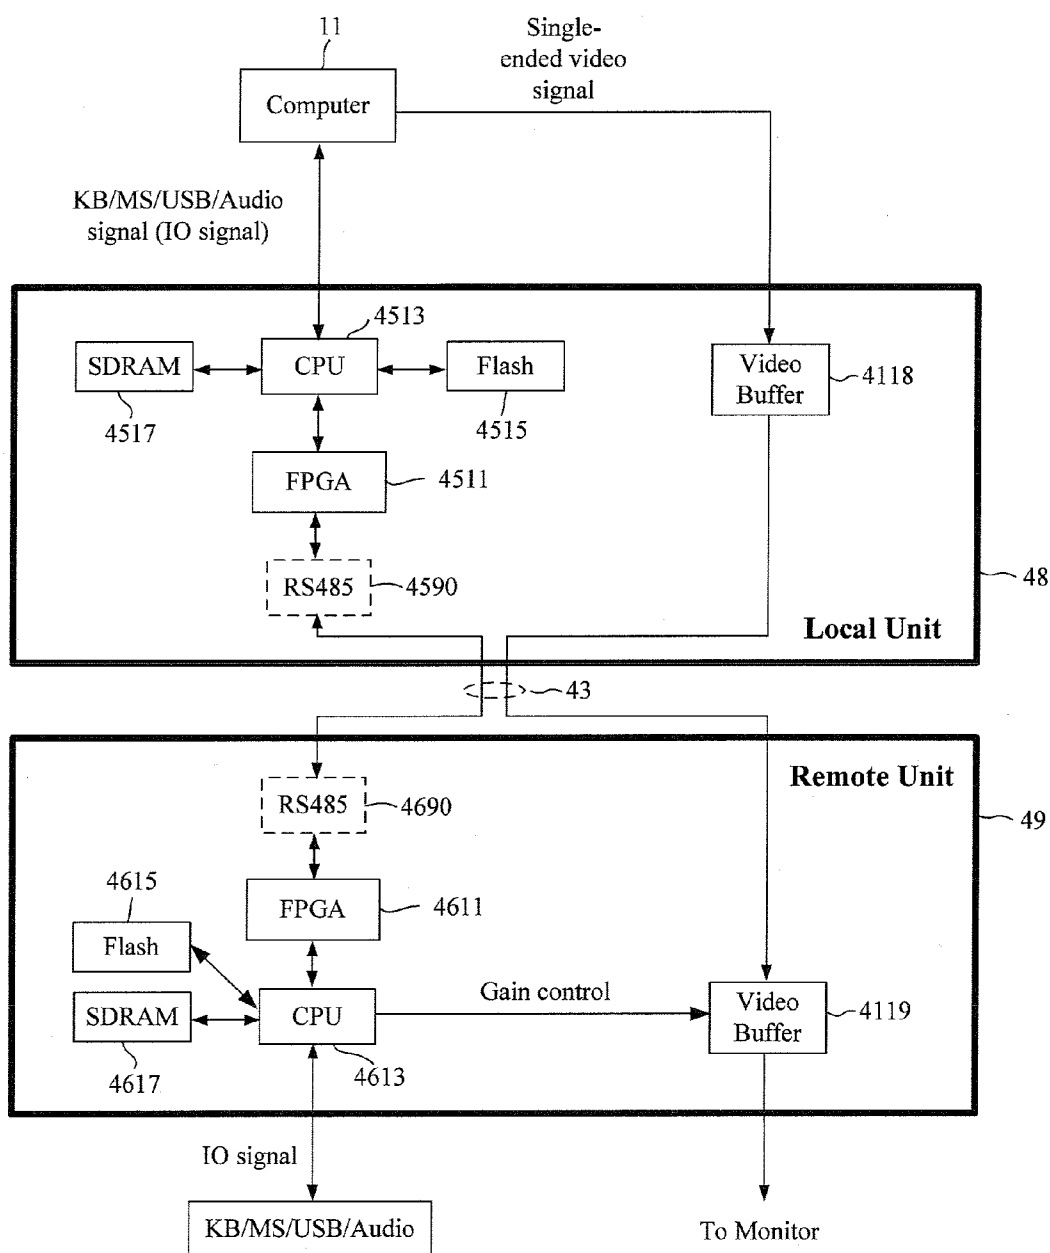 11
Single-
ended video
signal
Computer
KB/MS/USB/Audio
signal (IO signal)
4513
SDRAM
CPU
Flash
Video
Buffer
4118
4517
4515
FPGA
4511
RS485
4590
48
Local Unit
43
Remote Unit
RS485
4690
49
4615
FPGA
4611
Flash
Gain control
SDRAM
CPU
Video
Buffer
4119
4617
4613
IO signal
KB/MS/USB/Audio
To Monitor